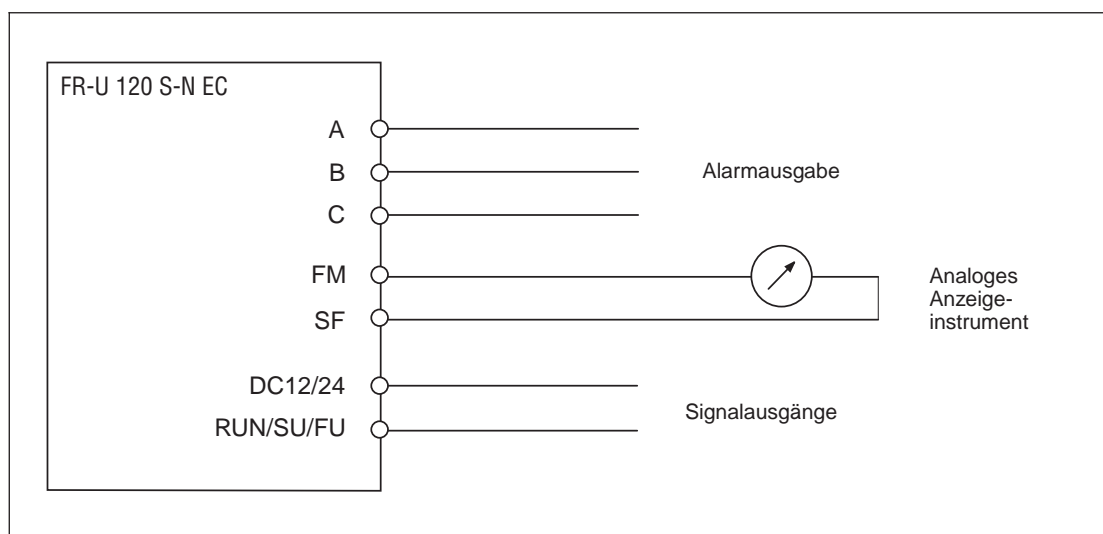 FR-U 120 S-N EC
A
B
C
Alarmausgabe
FM
SF
Analoges
Anzeige-
instrument
DC12/24
RUN/SU/FU
Signalausgänge